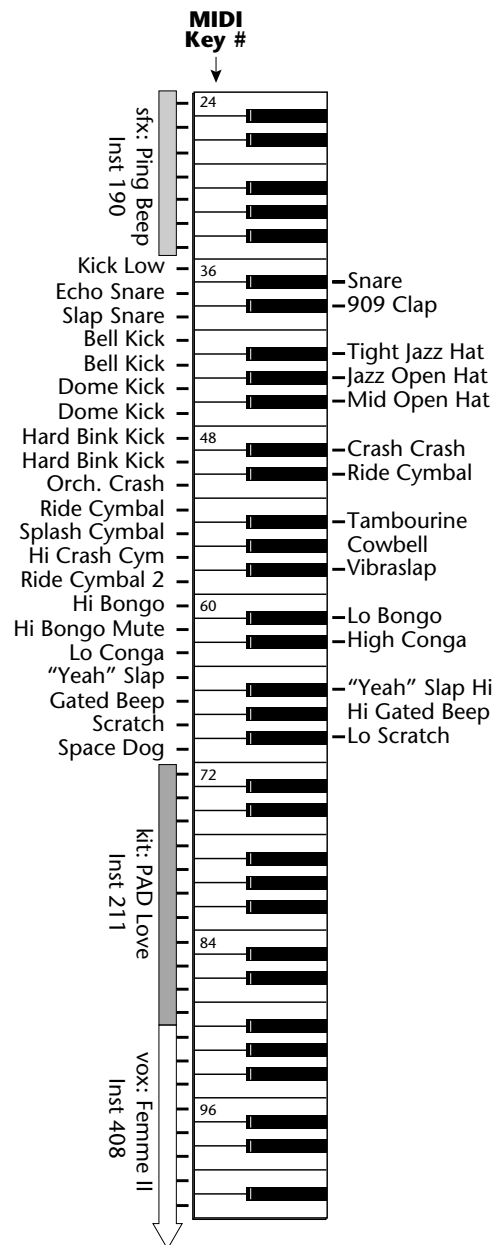 MIDI
Key #
24
sfx: Ping Beep
Inst 190
Kick Low
36
Snare
Echo Snare
909 Clap
Slap Snare
Bell Kick
Tight Jazz Hat
Bell Kick
Jazz Open Hat
Dome Kick
Mid Open Hat
Dome Kick
Hard Bink Kick
48
Crash Crash
Hard Bink Kick
Ride Cymbal
Orch. Crash
Ride Cymbal
Tambourine
Splash Cymbal
Cowbell
Hi Crash Cym
Vibraslap
Ride Cymbal 2
Hi Bongo
60
Lo Bongo
Hi Bongo Mute
High Conga
Lo Conga
“Yeah” Slap
“Yeah” Slap Hi
Gated Beep
Hi Gated Beep
Scratch
Lo Scratch
Space Dog
72
kit: PAD Love
Inst 211
84
vox: Femme II
Inst 408
96